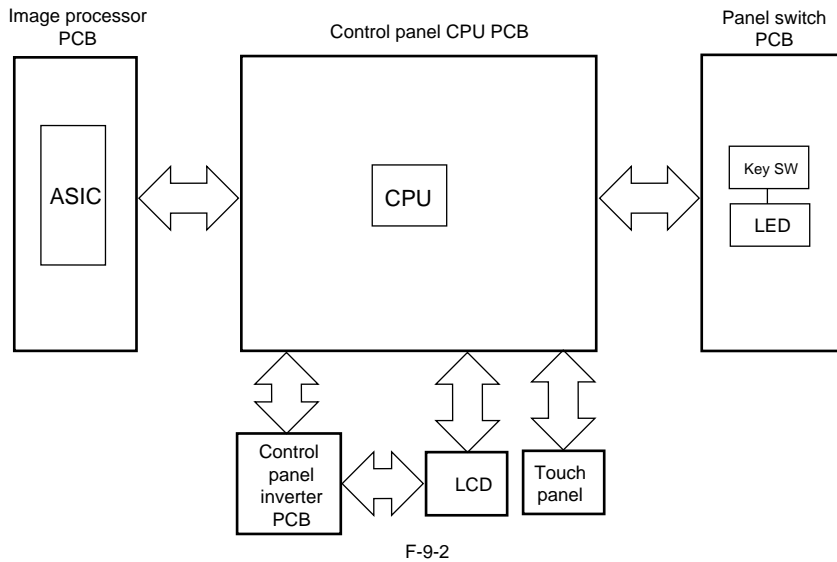 Image processor
PCB
Control panel CPU PCB
Panel switch
PCB
ASIC
CPU
Key SW
LED
Control
panel
inverter
PCB
LCD
Touch
panel
F-9-2